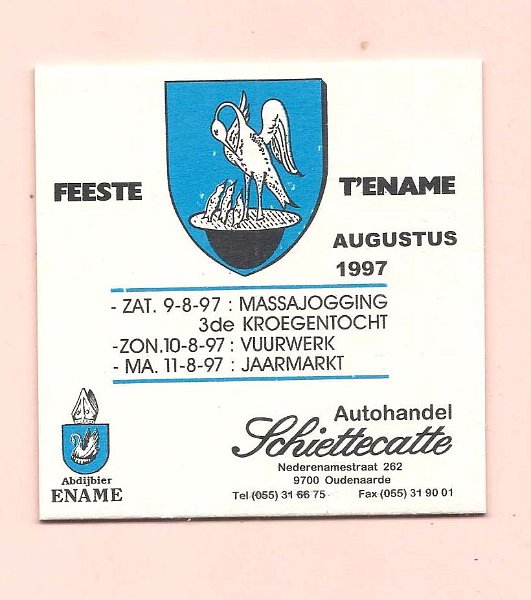 FEESTE T'ENAME
AUGUSTUS
1997
- ZAT. 9-8-97 : MASSAJOGGING
3de KROEGENTOCHT
-ZON.10-8-97 : VUURWERK
- MA. 11-8-97 : JAARMARKT
Abdijbier
ENAME
Autohandel
Schiettecatte
Nederenamestraat 262
9700 Oudenaarde
Tel (055) 31 66 75 Fax (055) 31 90 01